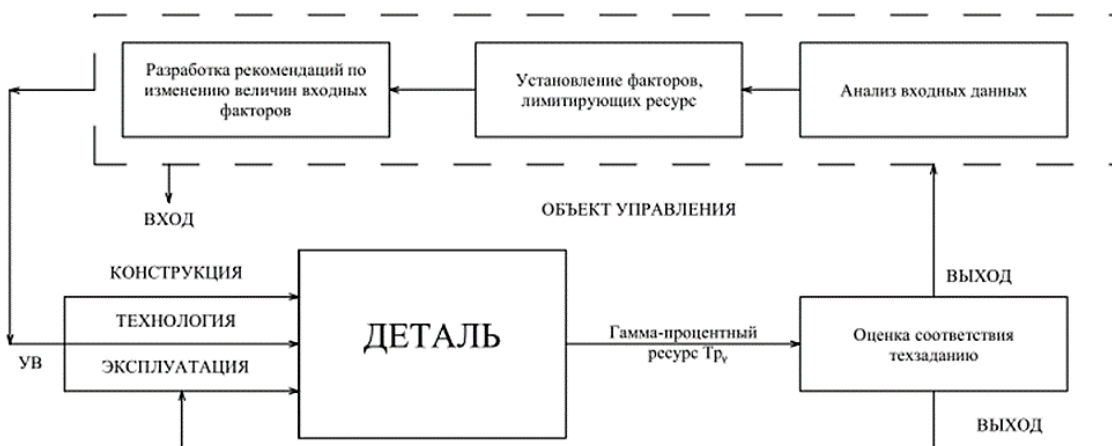 Разработка рекомендаций по
изменению величин входных
факторов
Установление факторов,
лимитирующих ресурс
Анализ входных данных
ВХОД
ОБЪЕКТ УПРАВЛЕНИЯ
КОНСТРУКЦИЯ
ВЫХОД
ТЕХНОЛОГИЯ
ДЕТАЛЬ
Гамма-процентный
ресурс Трᵧ
Оценка соответствия
техзаданию
УВ
ЭКСПЛУАТАЦИЯ
ВЫХОД